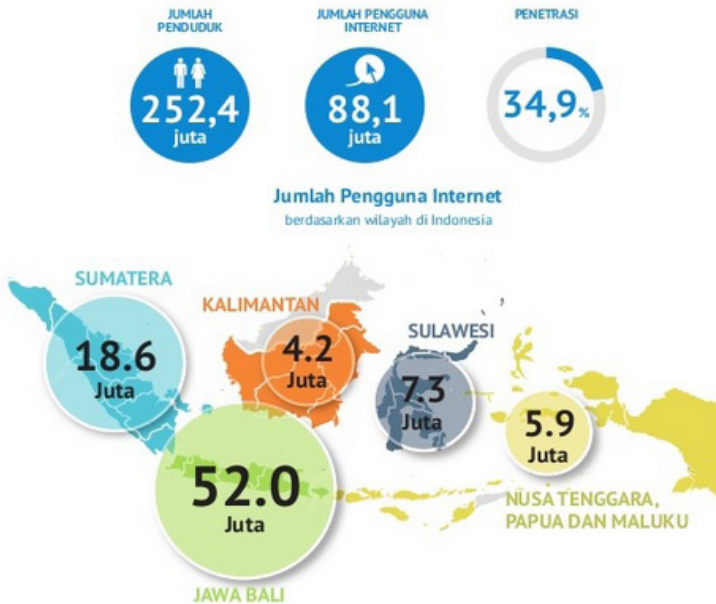 JUMLAH
PENDUDUK
252,4
juta
JUMLAH PENGGUNA
INTERNET
88,1
juta
PENETRASI
34,9%
Jumlah Pengguna Internet
berdasarkan wilayah di Indonesia
SUMATERA
18.6
Juta
KALIMANTAN
4.2
Juta
SULAWESI
7.3
Juta
5.9
Juta
NUSA TENGGARA,
PAPUA DAN MALUKU
52.0
Juta
JAWA BALI